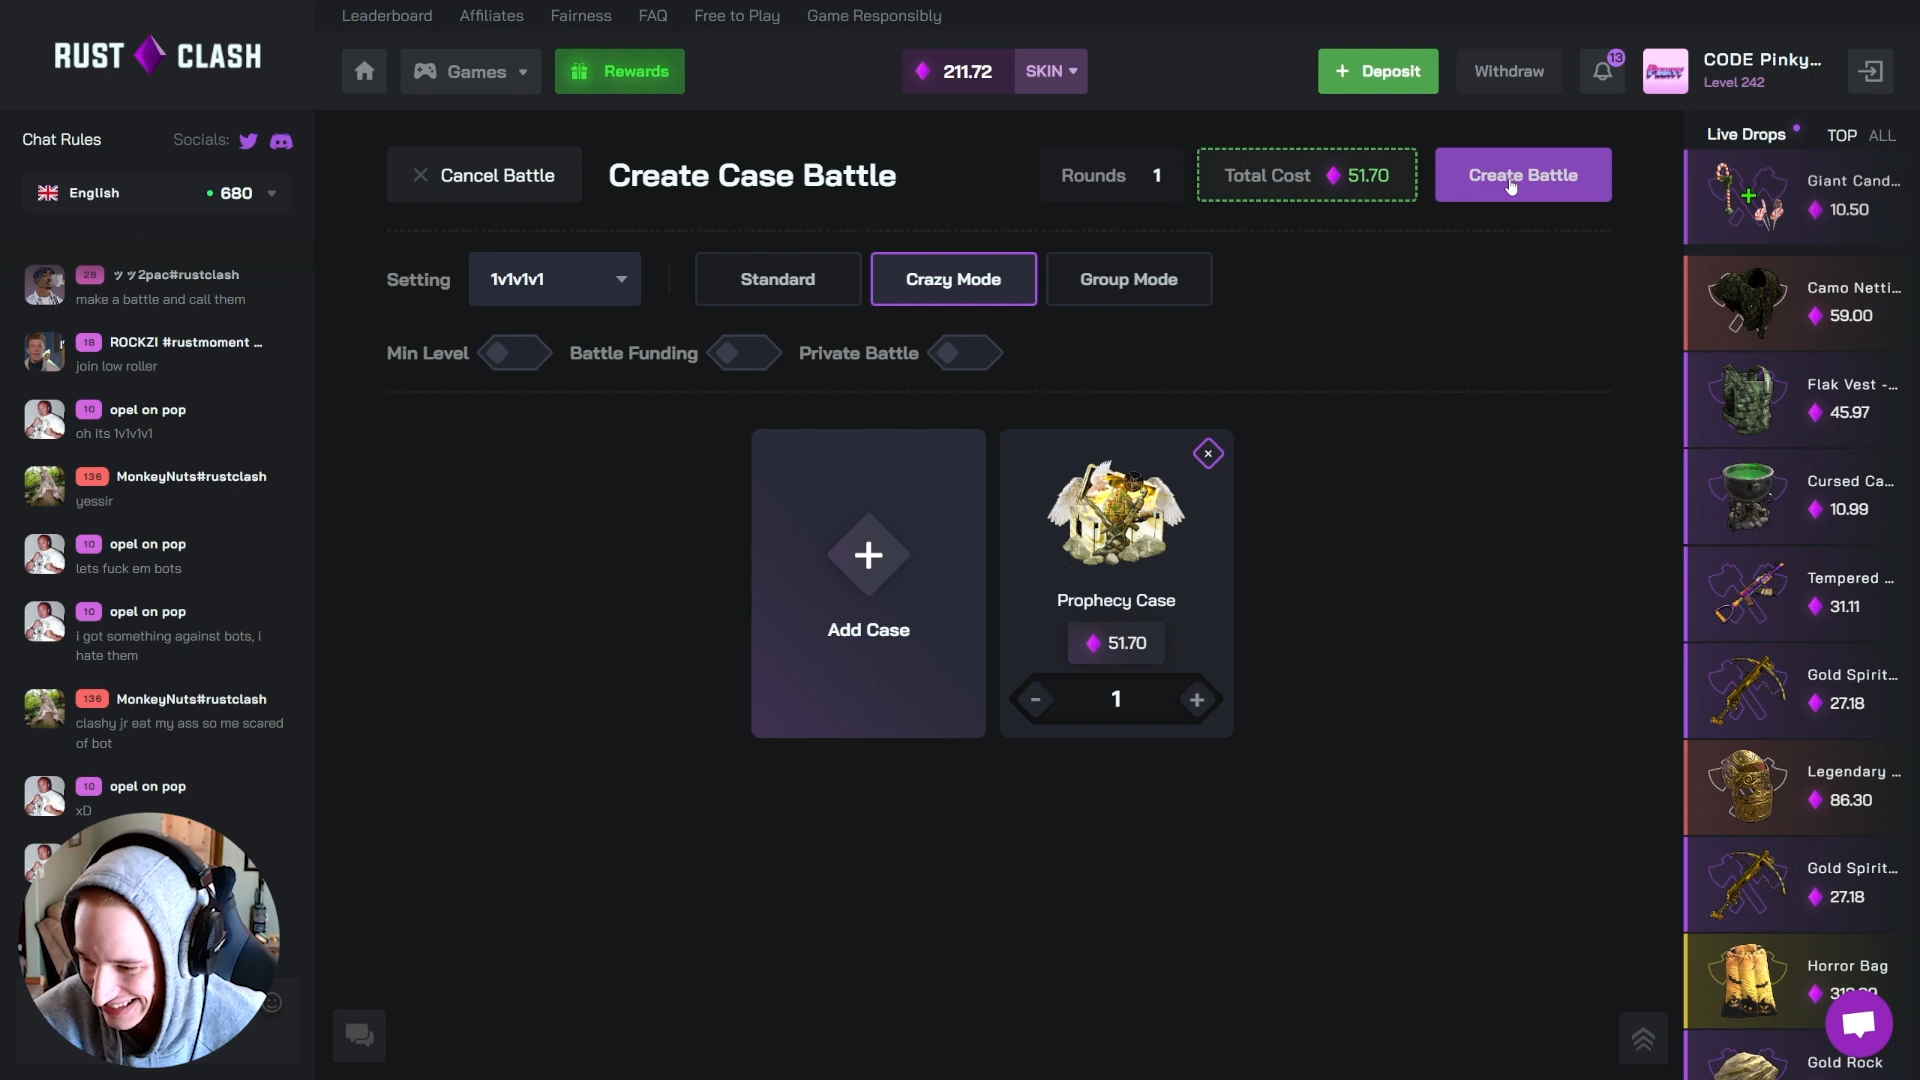 Leaderboard
Affiliates
Fairness
FAQ
Free to Play
Game Responsibly
RUST CLASH
Games
Rewards
211.72
SKIN
+ Deposit
Withdraw
13
CODE Pinky...
Level 242
Chat Rules
Socials:
English
680
28 ツ ツ2pac#rustclash
make a battle and call them
18 ROCKZI #rustmoment ...
join low roller
10 opel on pop
oh its 1v1v1v1
136 MonkeyNuts#rustclash
yessir
10 opel on pop
lets fuck em bots
10 opel on pop
i got something against bots, i
hate them
136 MonkeyNuts#rustclash
clashy jr eat my ass so me scared
of bot
10 opel on pop
xD
Cancel Battle
Create Case Battle
Rounds 1
Total Cost 51.70
Create Battle
Setting
1v1v1v1
Standard
Crazy Mode
Group Mode
Min Level
Battle Funding
Private Battle
Add Case
Prophecy Case
51.70
- 1 +
Live Drops
TOP
ALL
Giant Cand...
10.50
Camo Netti...
59.00
Flak Vest -...
45.97
Cursed Ca...
10.99
Tempered ...
31.11
Gold Spirit...
27.18
Legendary ...
86.30
Gold Spirit...
27.18
Horror Bag
Gold Rock